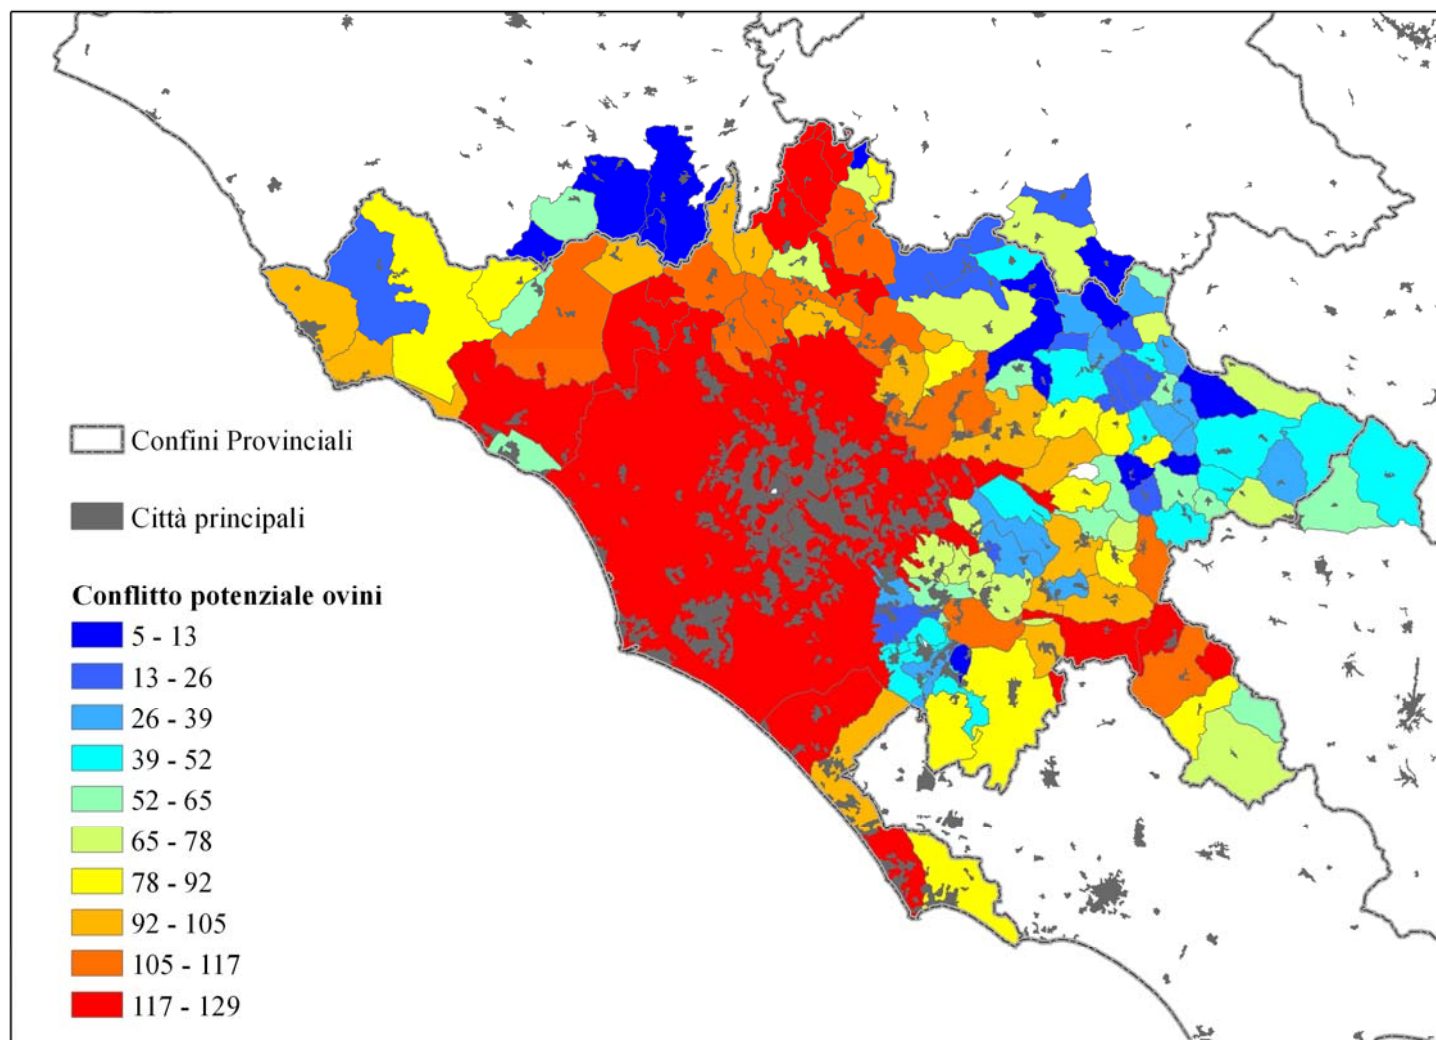 Confini Provinciali
Città principali
Conflitto potenziale ovini
5 - 13
13 - 26
26 - 39
39 - 52
52 - 65
65 - 78
78 - 92
92 - 105
105 - 117
117 - 129